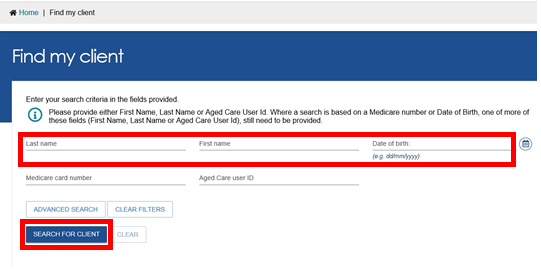 Home | Find my client
Find my client
Enter your search criteria in the fields provided.
Please provide either First Name, Last Name or Aged Care User Id. Where a search is based on a Medicare number or Date of Birth, one of more of
these fields (First Name, Last Name or Aged Care User Id), still need to be provided.
Last name First name Date of birth:
(e.g. dd/mm/yyyy)
Medicare card number Aged Care user ID
ADVANCED SEARCH CLEAR FILTERS
SEARCH FOR CLIENT CLEAR